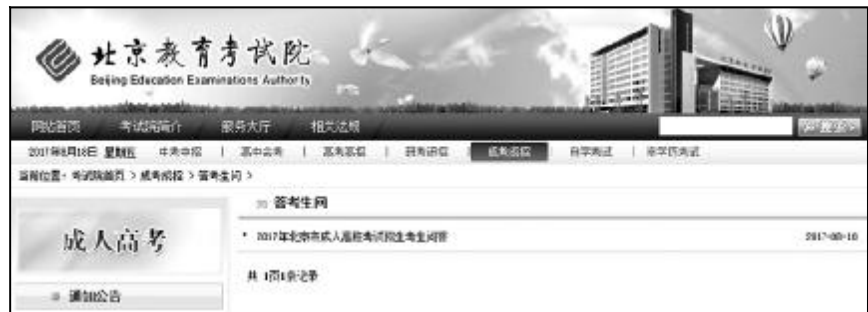 北京教育考试院
Beijing Education Examinations Authority
网站首页 考试院简介 服务大厅 相关法规
2017年8月18日 星期五 中考中招 | 高中会考 | 高考高招 | 研考研招 | 成考成招 | 自学考试 | 非学历考试
当前位置：考试院首页 > 成考成招 > 答考生问 >
成人高考
答考生问
• 2017年北京市成人高校考试招生考生问答 2017-08-10
共 1页1条记录
通知公告